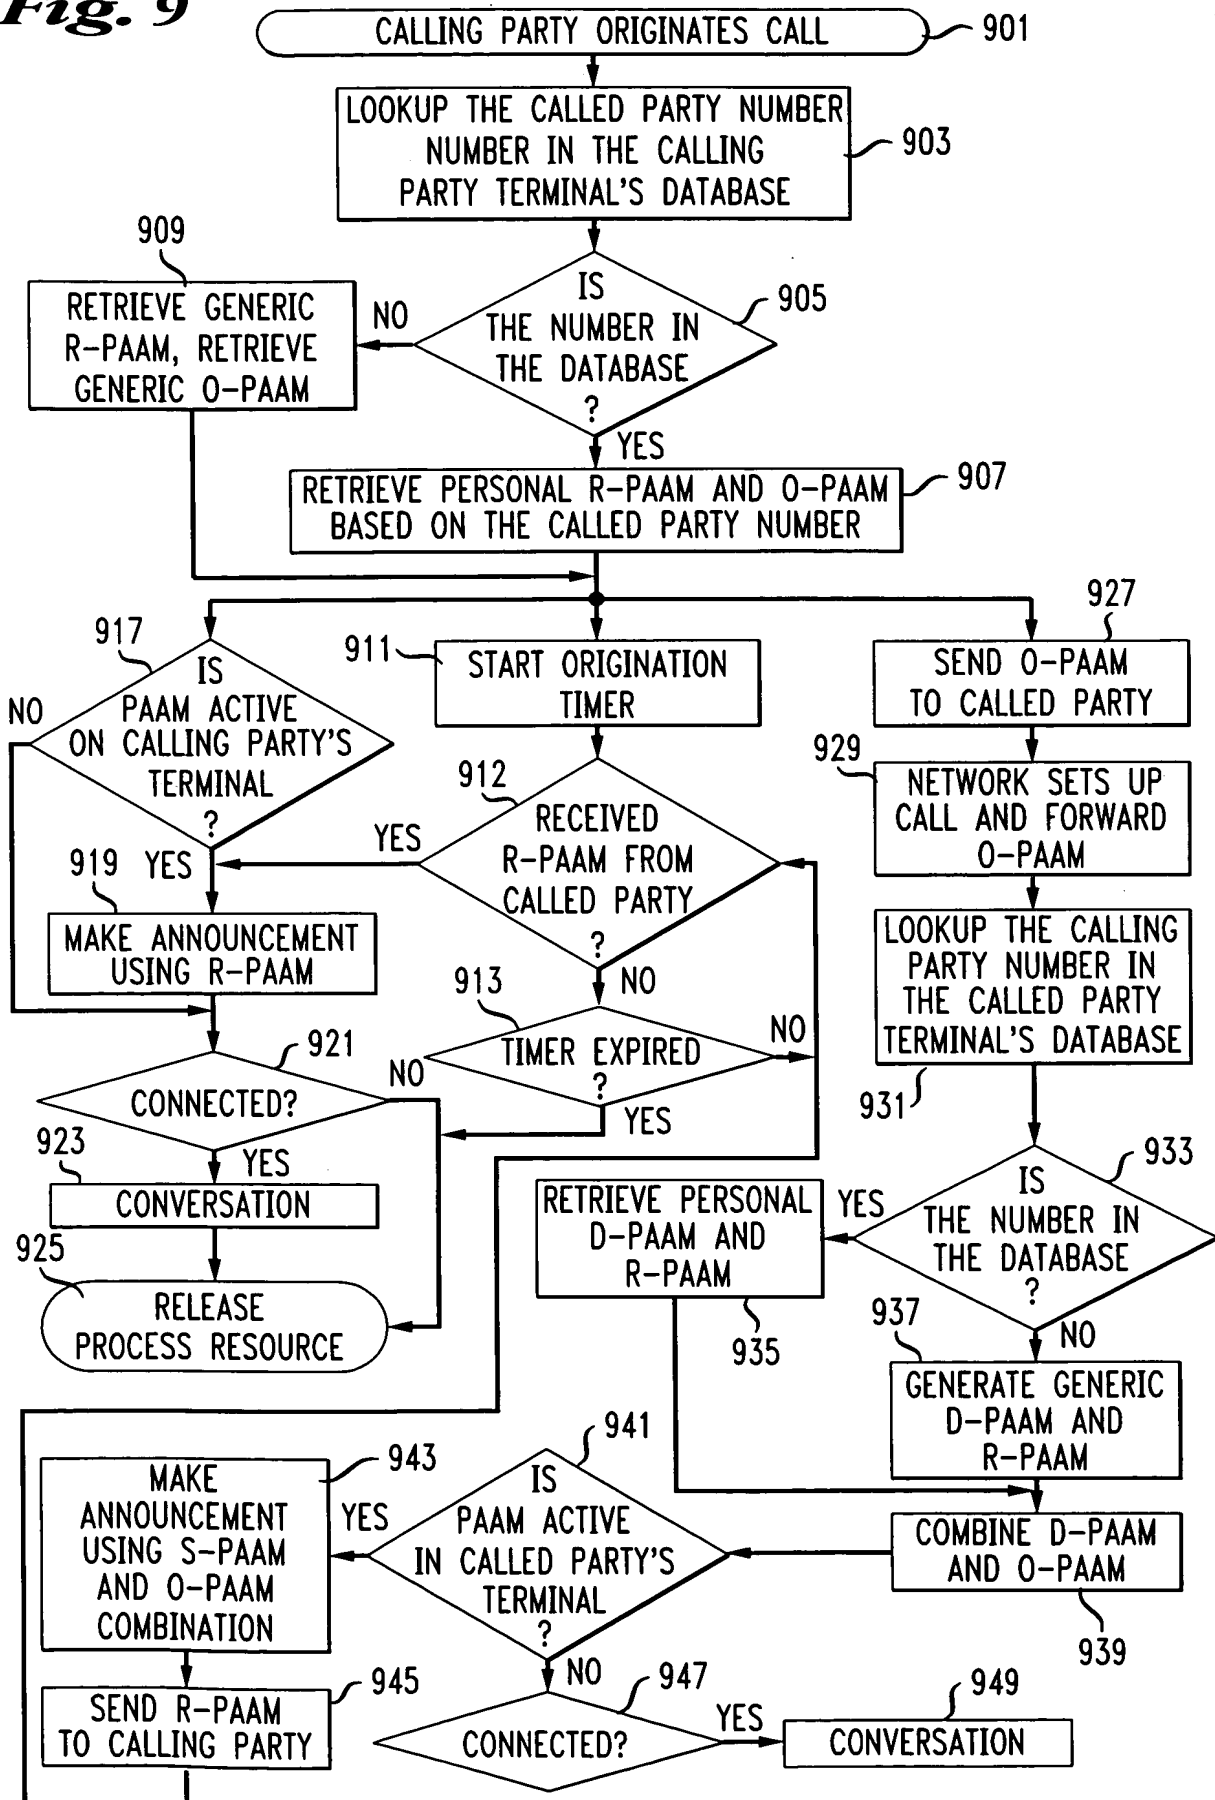 Fig. 9
CALLING PARTY ORIGINATES CALL
901
LOOKUP THE CALLED PARTY NUMBER
NUMBER IN THE CALLING
PARTY TERMINAL'S DATABASE
903
909
RETRIEVE GENERIC
R-PAAM, RETRIEVE
GENERIC O-PAAM
NO
IS
THE NUMBER IN
THE DATABASE
?
905
YES
RETRIEVE PERSONAL R-PAAM AND O-PAAM
BASED ON THE CALLED PARTY NUMBER
907
917
IS
PAAM ACTIVE
ON CALLING PARTY'S
TERMINAL
?
NO
YES
911
START ORIGINATION
TIMER
927
SEND O-PAAM
TO CALLED PARTY
912
RECEIVED
R-PAAM FROM
CALLED PARTY
?
YES
NO
929
NETWORK SETS UP
CALL AND FORWARD
O-PAAM
919
MAKE ANNOUNCEMENT
USING R-PAAM
913
TIMER EXPIRED
?
NO
YES
LOOKUP THE CALLING
PARTY NUMBER IN
THE CALLED PARTY
TERMINAL'S DATABASE
931
921
CONNECTED?
NO
YES
923
CONVERSATION
925
RELEASE
PROCESS RESOURCE
933
IS
THE NUMBER IN
THE DATABASE
?
YES
NO
RETRIEVE PERSONAL
D-PAAM AND
R-PAAM
935
937
GENERATE GENERIC
D-PAAM AND
R-PAAM
COMBINE D-PAAM
AND O-PAAM
939
941
IS
PAAM ACTIVE
IN CALLED PARTY'S
TERMINAL
?
YES
NO
943
MAKE
ANNOUNCEMENT
USING S-PAAM
AND O-PAAM
COMBINATION
945
SEND R-PAAM
TO CALLING PARTY
947
CONNECTED?
YES
949
CONVERSATION